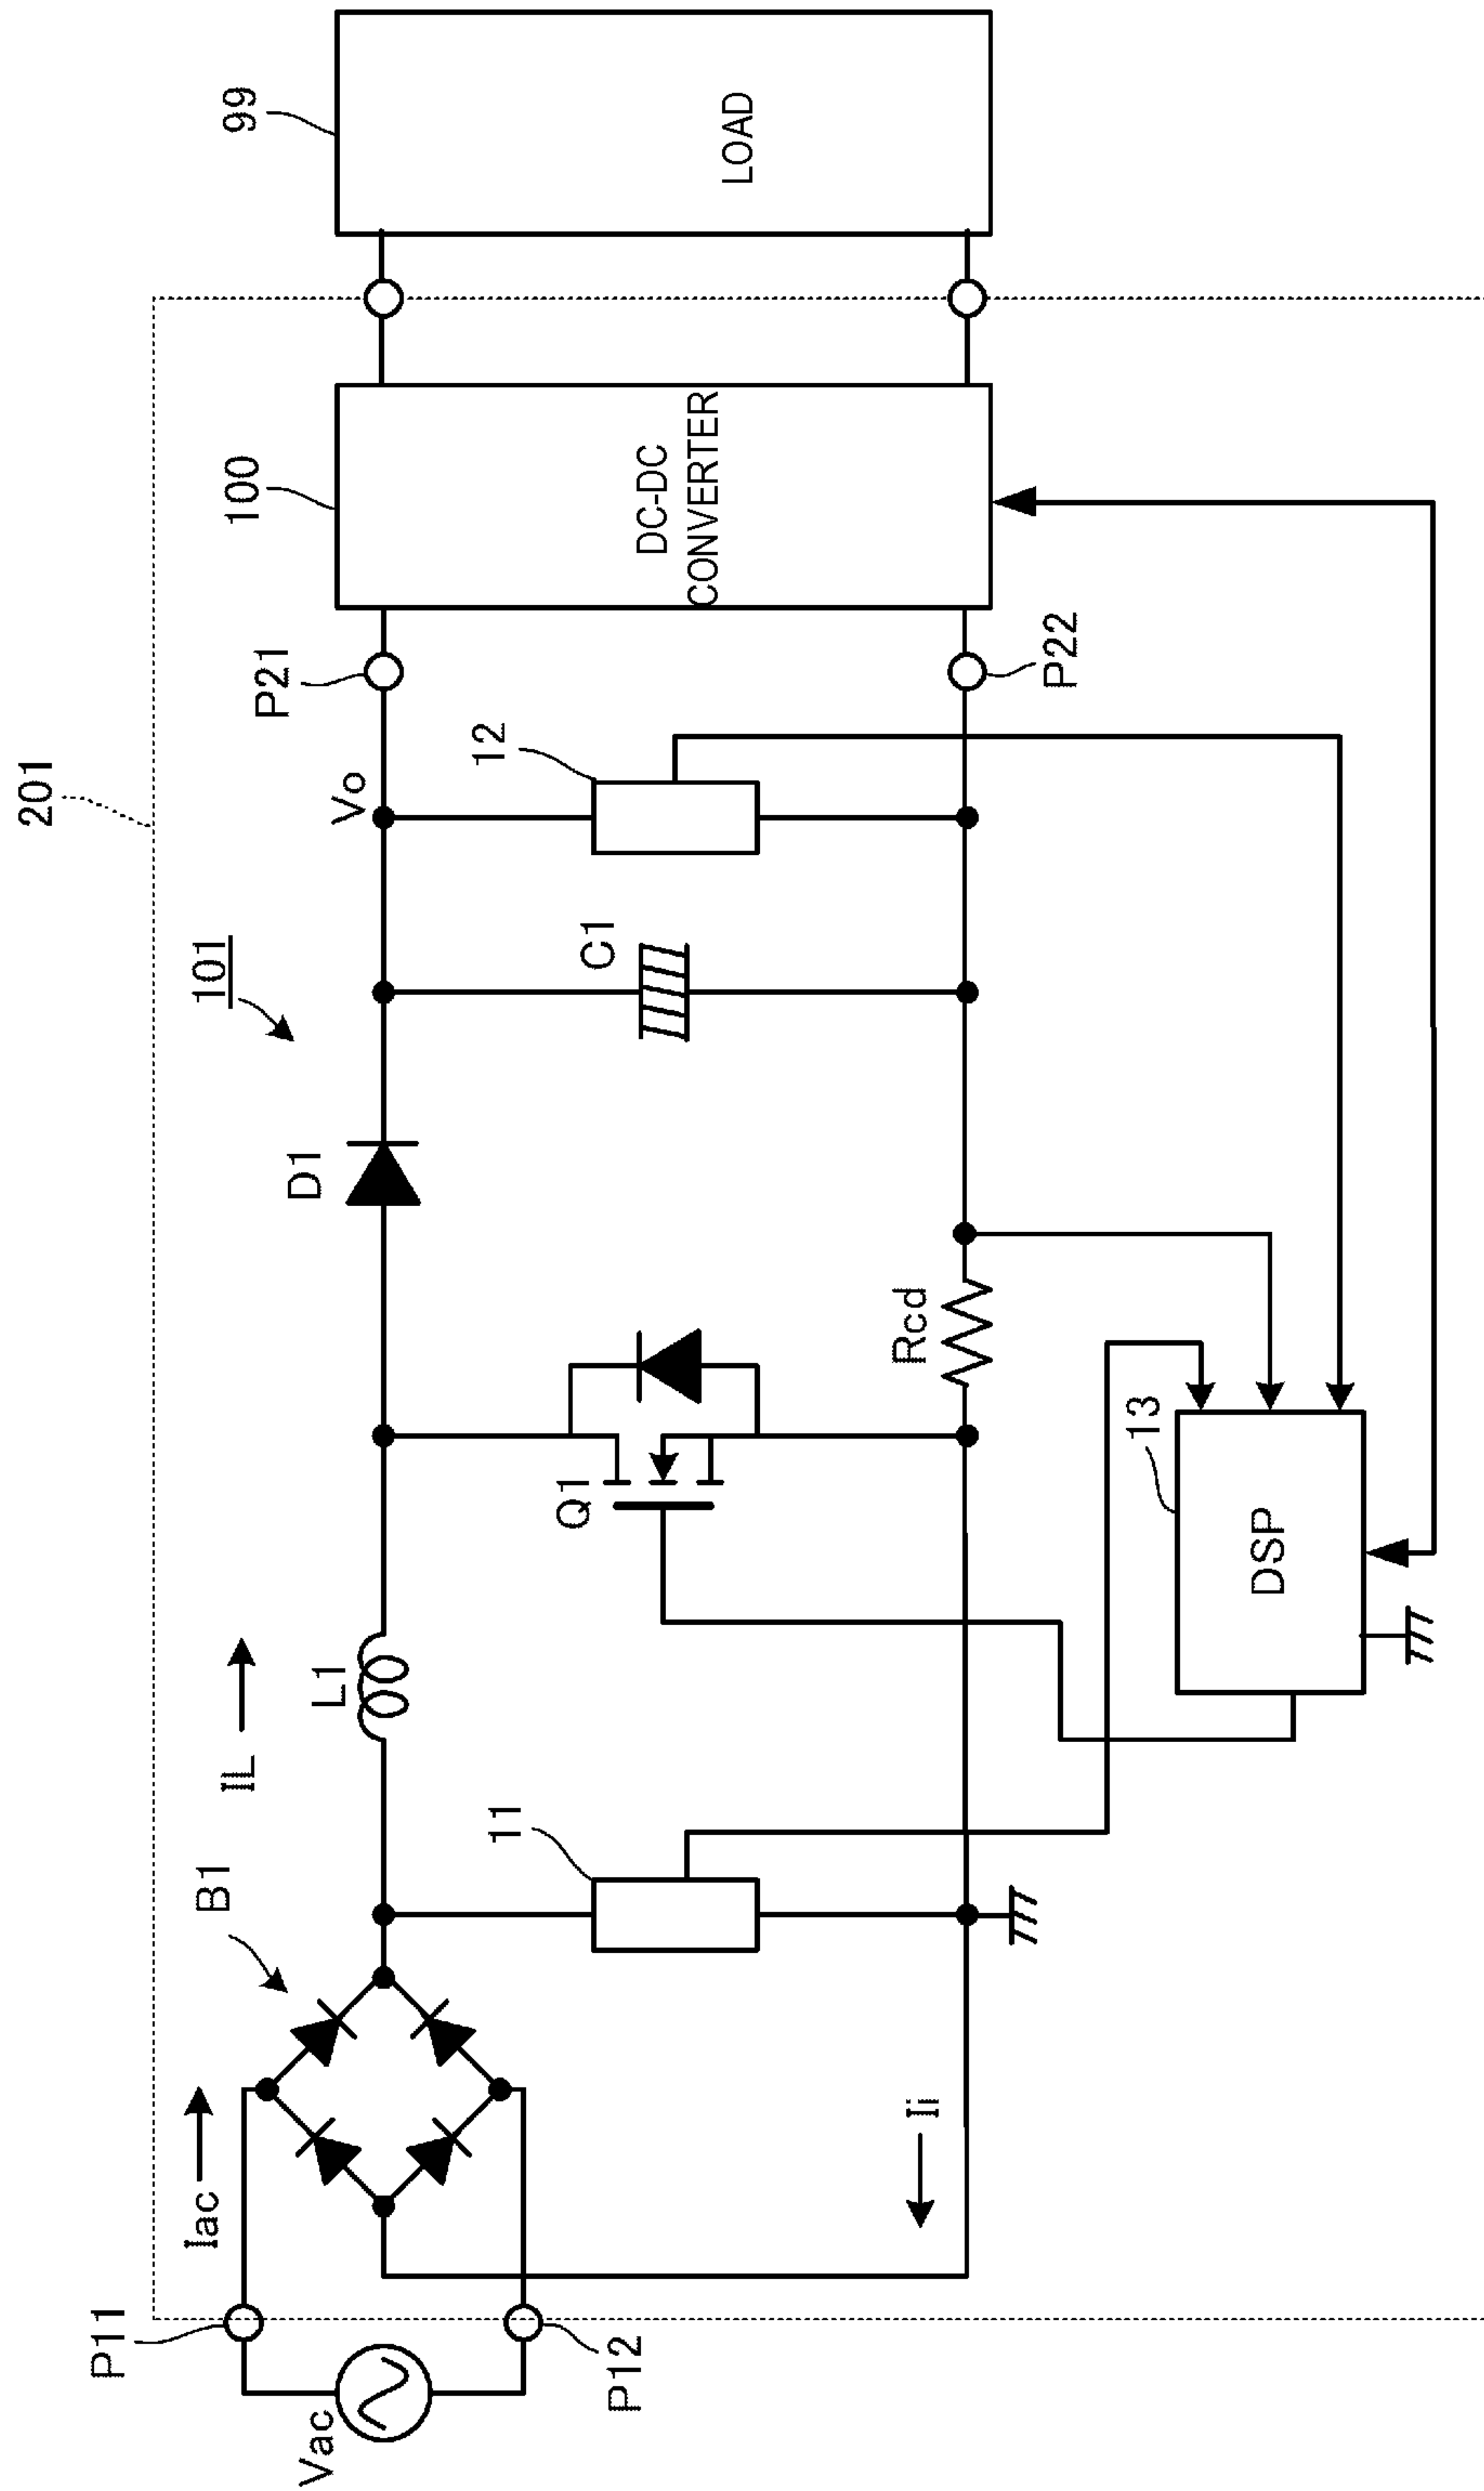 201
101
P11
Iac
B1
IL
L1
D1
Vo
P21
100
99
Vac
P12
11
Q1
C1
12
DC-DC
CONVERTER
LOAD
Ii
Rcd
P22
13
DSP